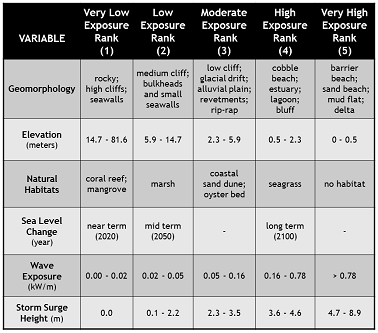 VARIABLE
Very Low
Exposure
Rank
(1)
Low
Exposure
Rank
(2)
Moderate
Exposure
Rank
(3)
High
Exposure
Rank
(4)
Very High
Exposure
Rank
(5)
Geomorphology
rocky;
high cliffs;
seawalls
medium cliff;
bulkheads
and small
seawalls
low cliff;
glacial drift;
alluvial plain;
revetments;
rip-rap
cobble
beach;
estuary;
lagoon;
bluff
barrier
beach;
sand beach;
mud flat;
delta
Elevation
(meters)
14.7 - 81.6
5.9 - 14.7
2.3 - 5.9
0.5 - 2.3
0 - 0.5
Natural
Habitats
coral reef;
mangrove
marsh
coastal
sand dune;
oyster bed
seagrass
no habitat
Sea Level
Change
(year)
near term
(2020)
mid term
(2050)
-
long term
(2100)
-
Wave
Exposure
(kW/m)
0.00 - 0.02
0.02 - 0.05
0.05 - 0.16
0.16 - 0.78
> 0.78
Storm Surge
Height (m)
0.0
0.1 - 2.2
2.3 - 3.5
3.6 - 4.6
4.7 - 8.9